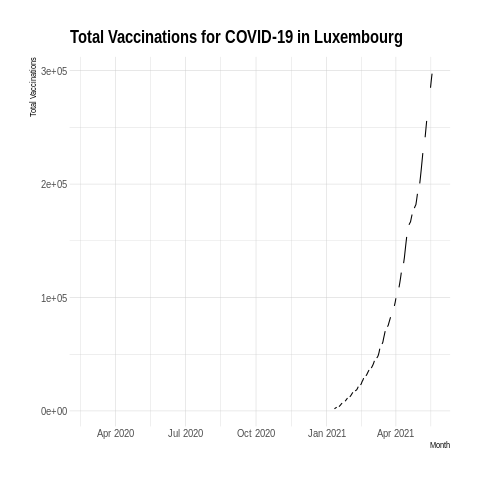 Total Vaccinations for COVID-19 in Luxembourg
Total Vaccinations
3e+05
2e+05
1e+05
0e+00
Apr 2020 Jul 2020 Oct 2020 Jan 2021 Apr 2021
Month